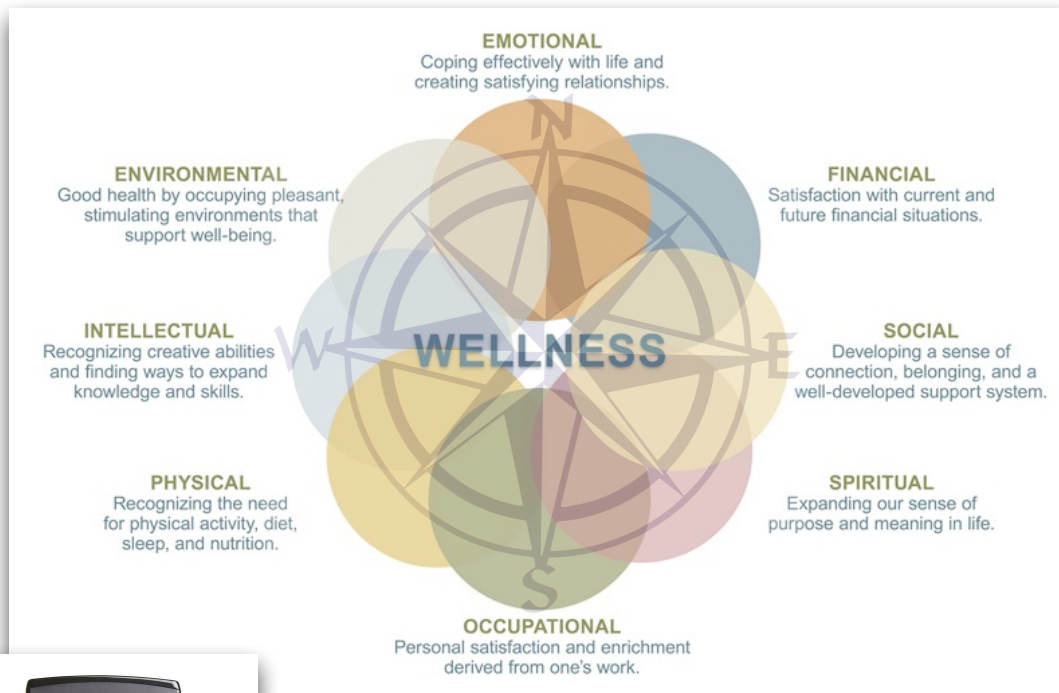 EMOTIONAL
Coping effectively with life and
creating satisfying relationships.
N
ENVIRONMENTAL
Good health by occupying pleasant,
stimulating environments that
support well-being.
FINANCIAL
Satisfaction with current and
future financial situations.
INTELLECTUAL
Recognizing creative abilities
and finding ways to expand
knowledge and skills.
W
WELLNESS
E
SOCIAL
Developing a sense of
connection, belonging, and a
well-developed support system.
PHYSICAL
Recognizing the need
for physical activity, diet,
sleep, and nutrition.
SPIRITUAL
Expanding our sense of
purpose and meaning in life.
S
OCCUPATIONAL
Personal satisfaction and enrichment
derived from one's work.